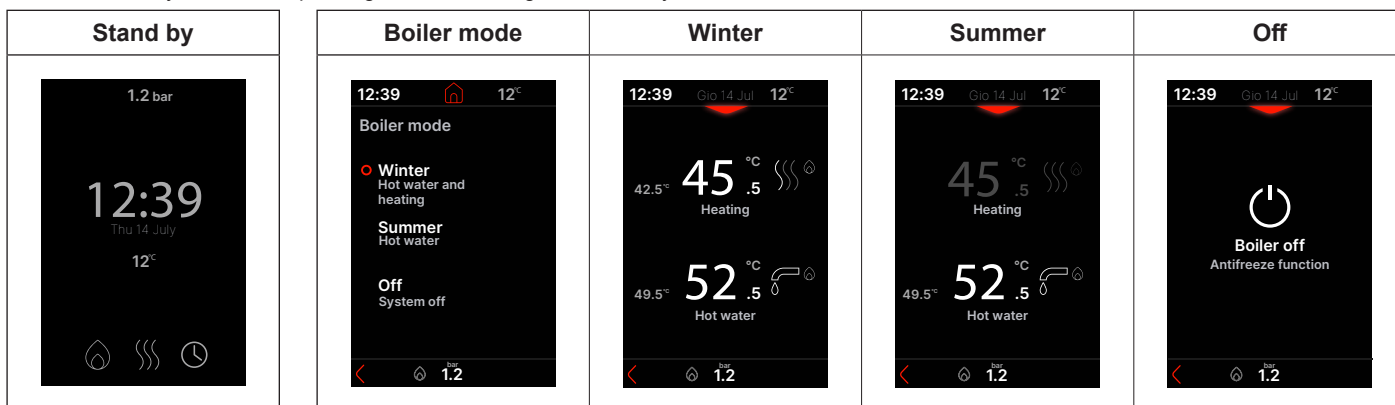 Stand by
1.2 bar
12:39
Thu 14 July
12°C
Boiler mode
12:39 12°C
Boiler mode
Winter
Hot water and
heating
Summer
Hot water
Off
System off
bar
1.2
Winter
12:39 Gio 14 Jul 12°C
42.5°C 45.5 °C
Heating
49.5°C 52.5 °C
Hot water
bar
1.2
Summer
12:39 Gio 14 Jul 12°C
45.5 °C
Heating
49.5°C 52.5 °C
Hot water
bar
1.2
Off
12:39 Gio 14 Jul 12°C
Boiler off
Antifreeze function
bar
1.2